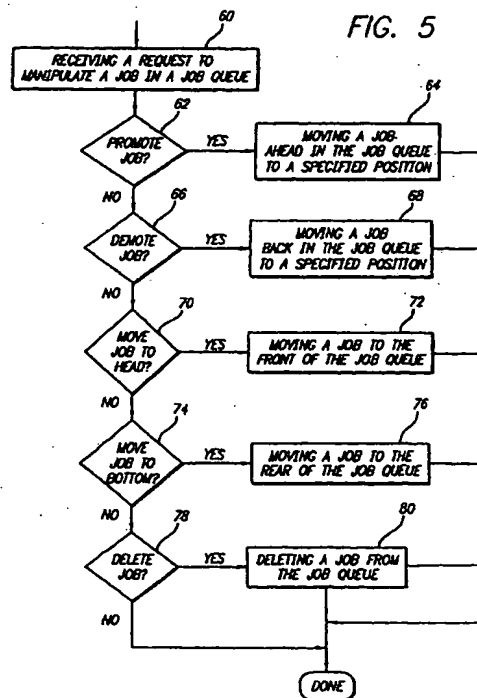 FIG. 5
60
RECEIVING A REQUEST TO
MANIPULATE A JOB IN A JOB QUEUE
62
PROMOTE
JOB?
YES
NO
64
MOVING A JOB
AHEAD IN THE JOB QUEUE
TO A SPECIFIED POSITION
66
DEMOTE
JOB?
YES
NO
68
MOVING A JOB
BACK IN THE JOB QUEUE
TO A SPECIFIED POSITION
70
MOVE
JOB TO
HEAD?
YES
NO
72
MOVING A JOB TO THE
FRONT OF THE JOB QUEUE
74
MOVE
JOB TO
BOTTOM?
YES
NO
76
MOVING A JOB TO THE
REAR OF THE JOB QUEUE
78
DELETE
JOB?
YES
NO
80
DELETING A JOB FROM
THE JOB QUEUE
DONE